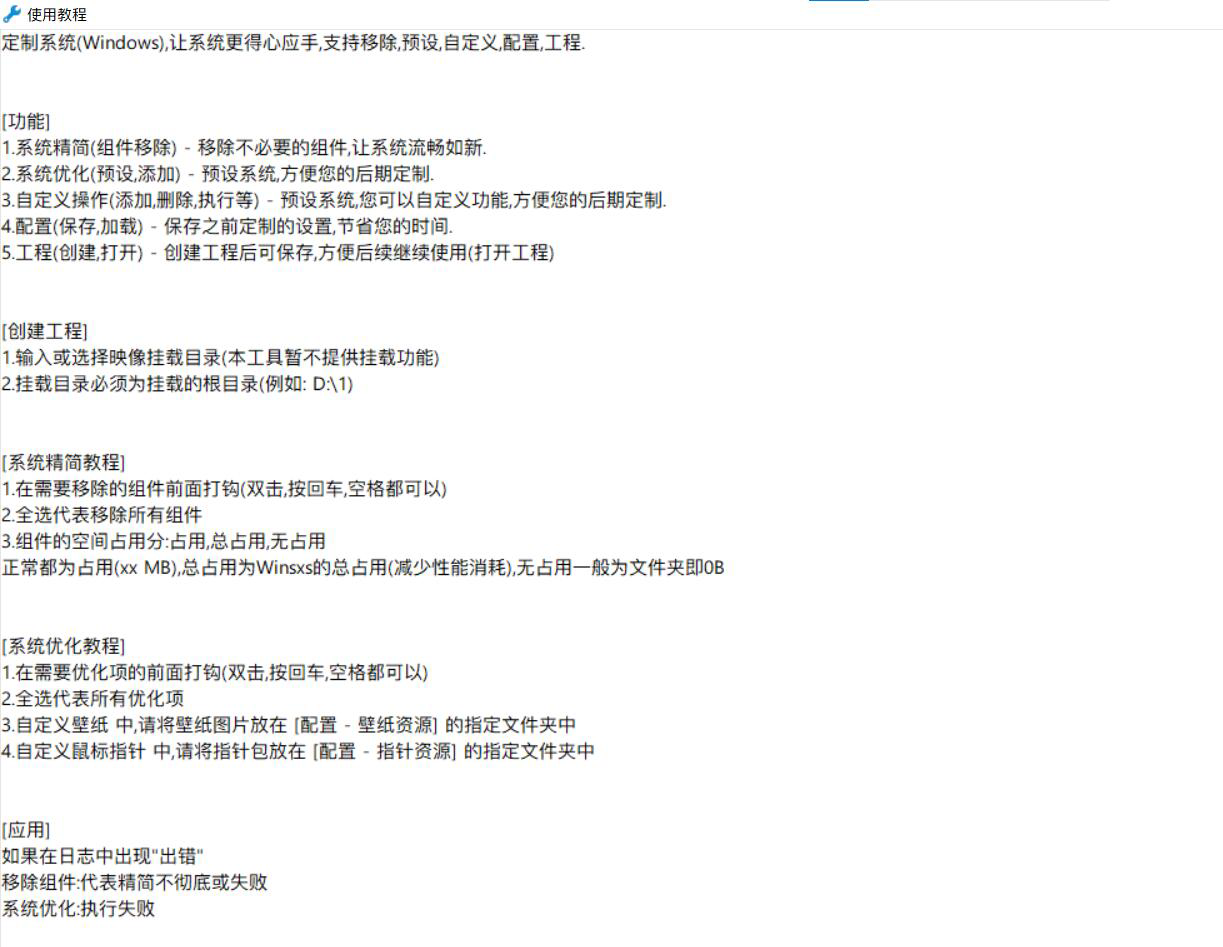 使用教程
定制系统(Windows),让系统更得心应手,支持移除,预设,自定义,配置,工程.
[功能]
1.系统精简(组件移除) - 移除不必要的组件,让系统流畅如新.
2.系统优化(预设,添加) - 预设系统,方便您的后期定制.
3.自定义操作(添加,删除,执行等) - 预设系统,您可以自定义功能,方便您的后期定制.
4.配置(保存,加载) - 保存之前定制的设置,节省您的时间.
5.工程(创建,打开) - 创建工程后可保存,方便后续继续使用(打开工程)
[创建工程]
1.输入或选择映像挂载目录(本工具暂不提供挂载功能)
2.挂载目录必须为挂载的根目录(例如: D:\1)
[系统精简教程]
1.在需要移除的组件前面打钩(双击,按回车,空格都可以)
2.全选代表移除所有组件
3.组件的空间占用分:占用,总占用,无占用
正常都为占用(xx MB),总占用为Winsxs的总占用(减少性能消耗),无占用一般为文件夹即0B
[系统优化教程]
1.在需要优化项的前面打钩(双击,按回车,空格都可以)
2.全选代表所有优化项
3.自定义壁纸 中,请将壁纸图片放在 [配置 - 壁纸资源] 的指定文件夹中
4.自定义鼠标指针 中,请将指针包放在 [配置 - 指针资源] 的指定文件夹中
[应用]
如果在日志中出现"出错"
移除组件:代表精简不彻底或失败
系统优化:执行失败